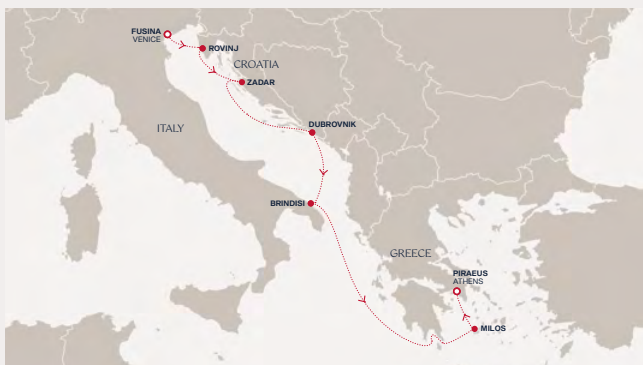 FUSINA
VENICE
ROVINJ
CROATIA
ZADAR
ITALY
DUBROVNIK
BRINDISI
GREECE
PIRAEUS
ATHENS
MILOS